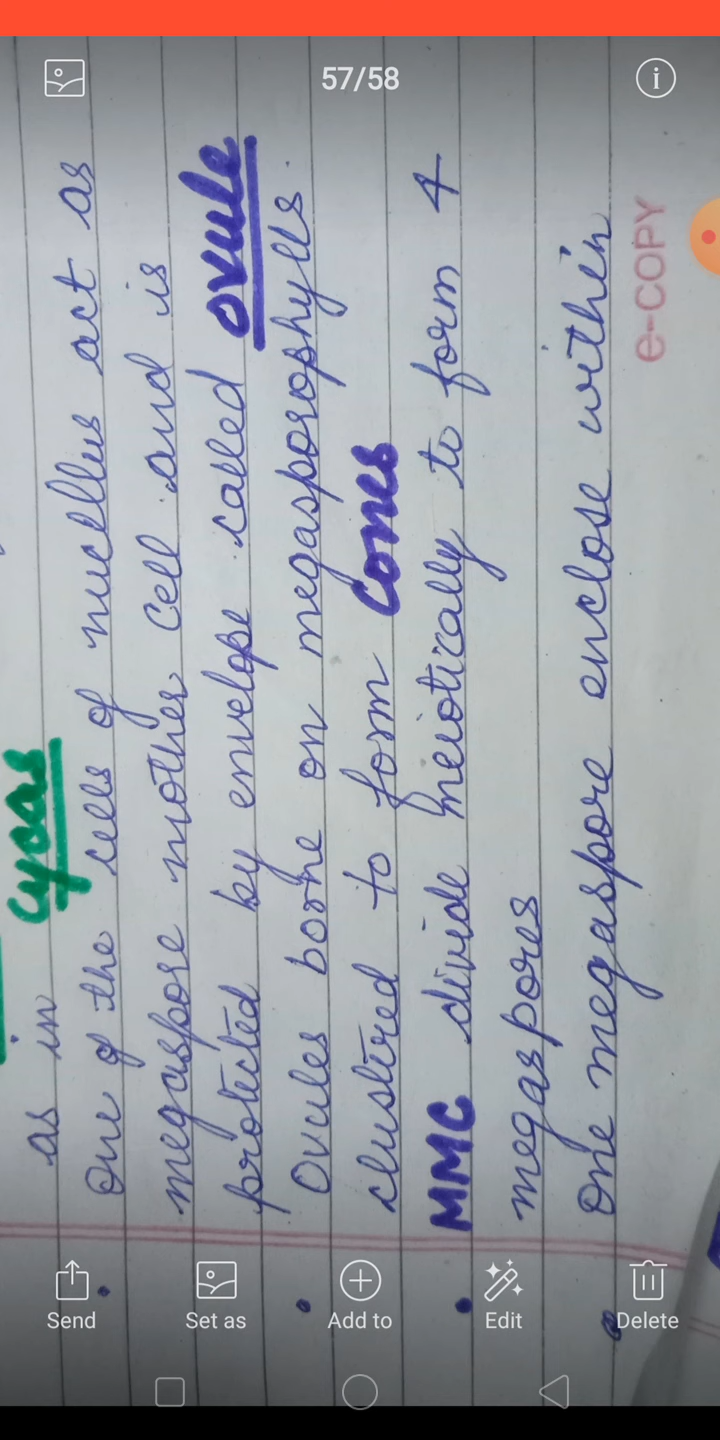 57/58
as in cycas
One of the cells of nucellus act as
megaspore mother cell and is
protected by envelope called ovule
Ovules borne on megasporophylls.
clustered to form cones
MMC divide meiotically to form 4
megaspores
One megaspore enclose within
e-COPY
Send
Set as
Add to
Edit
Delete